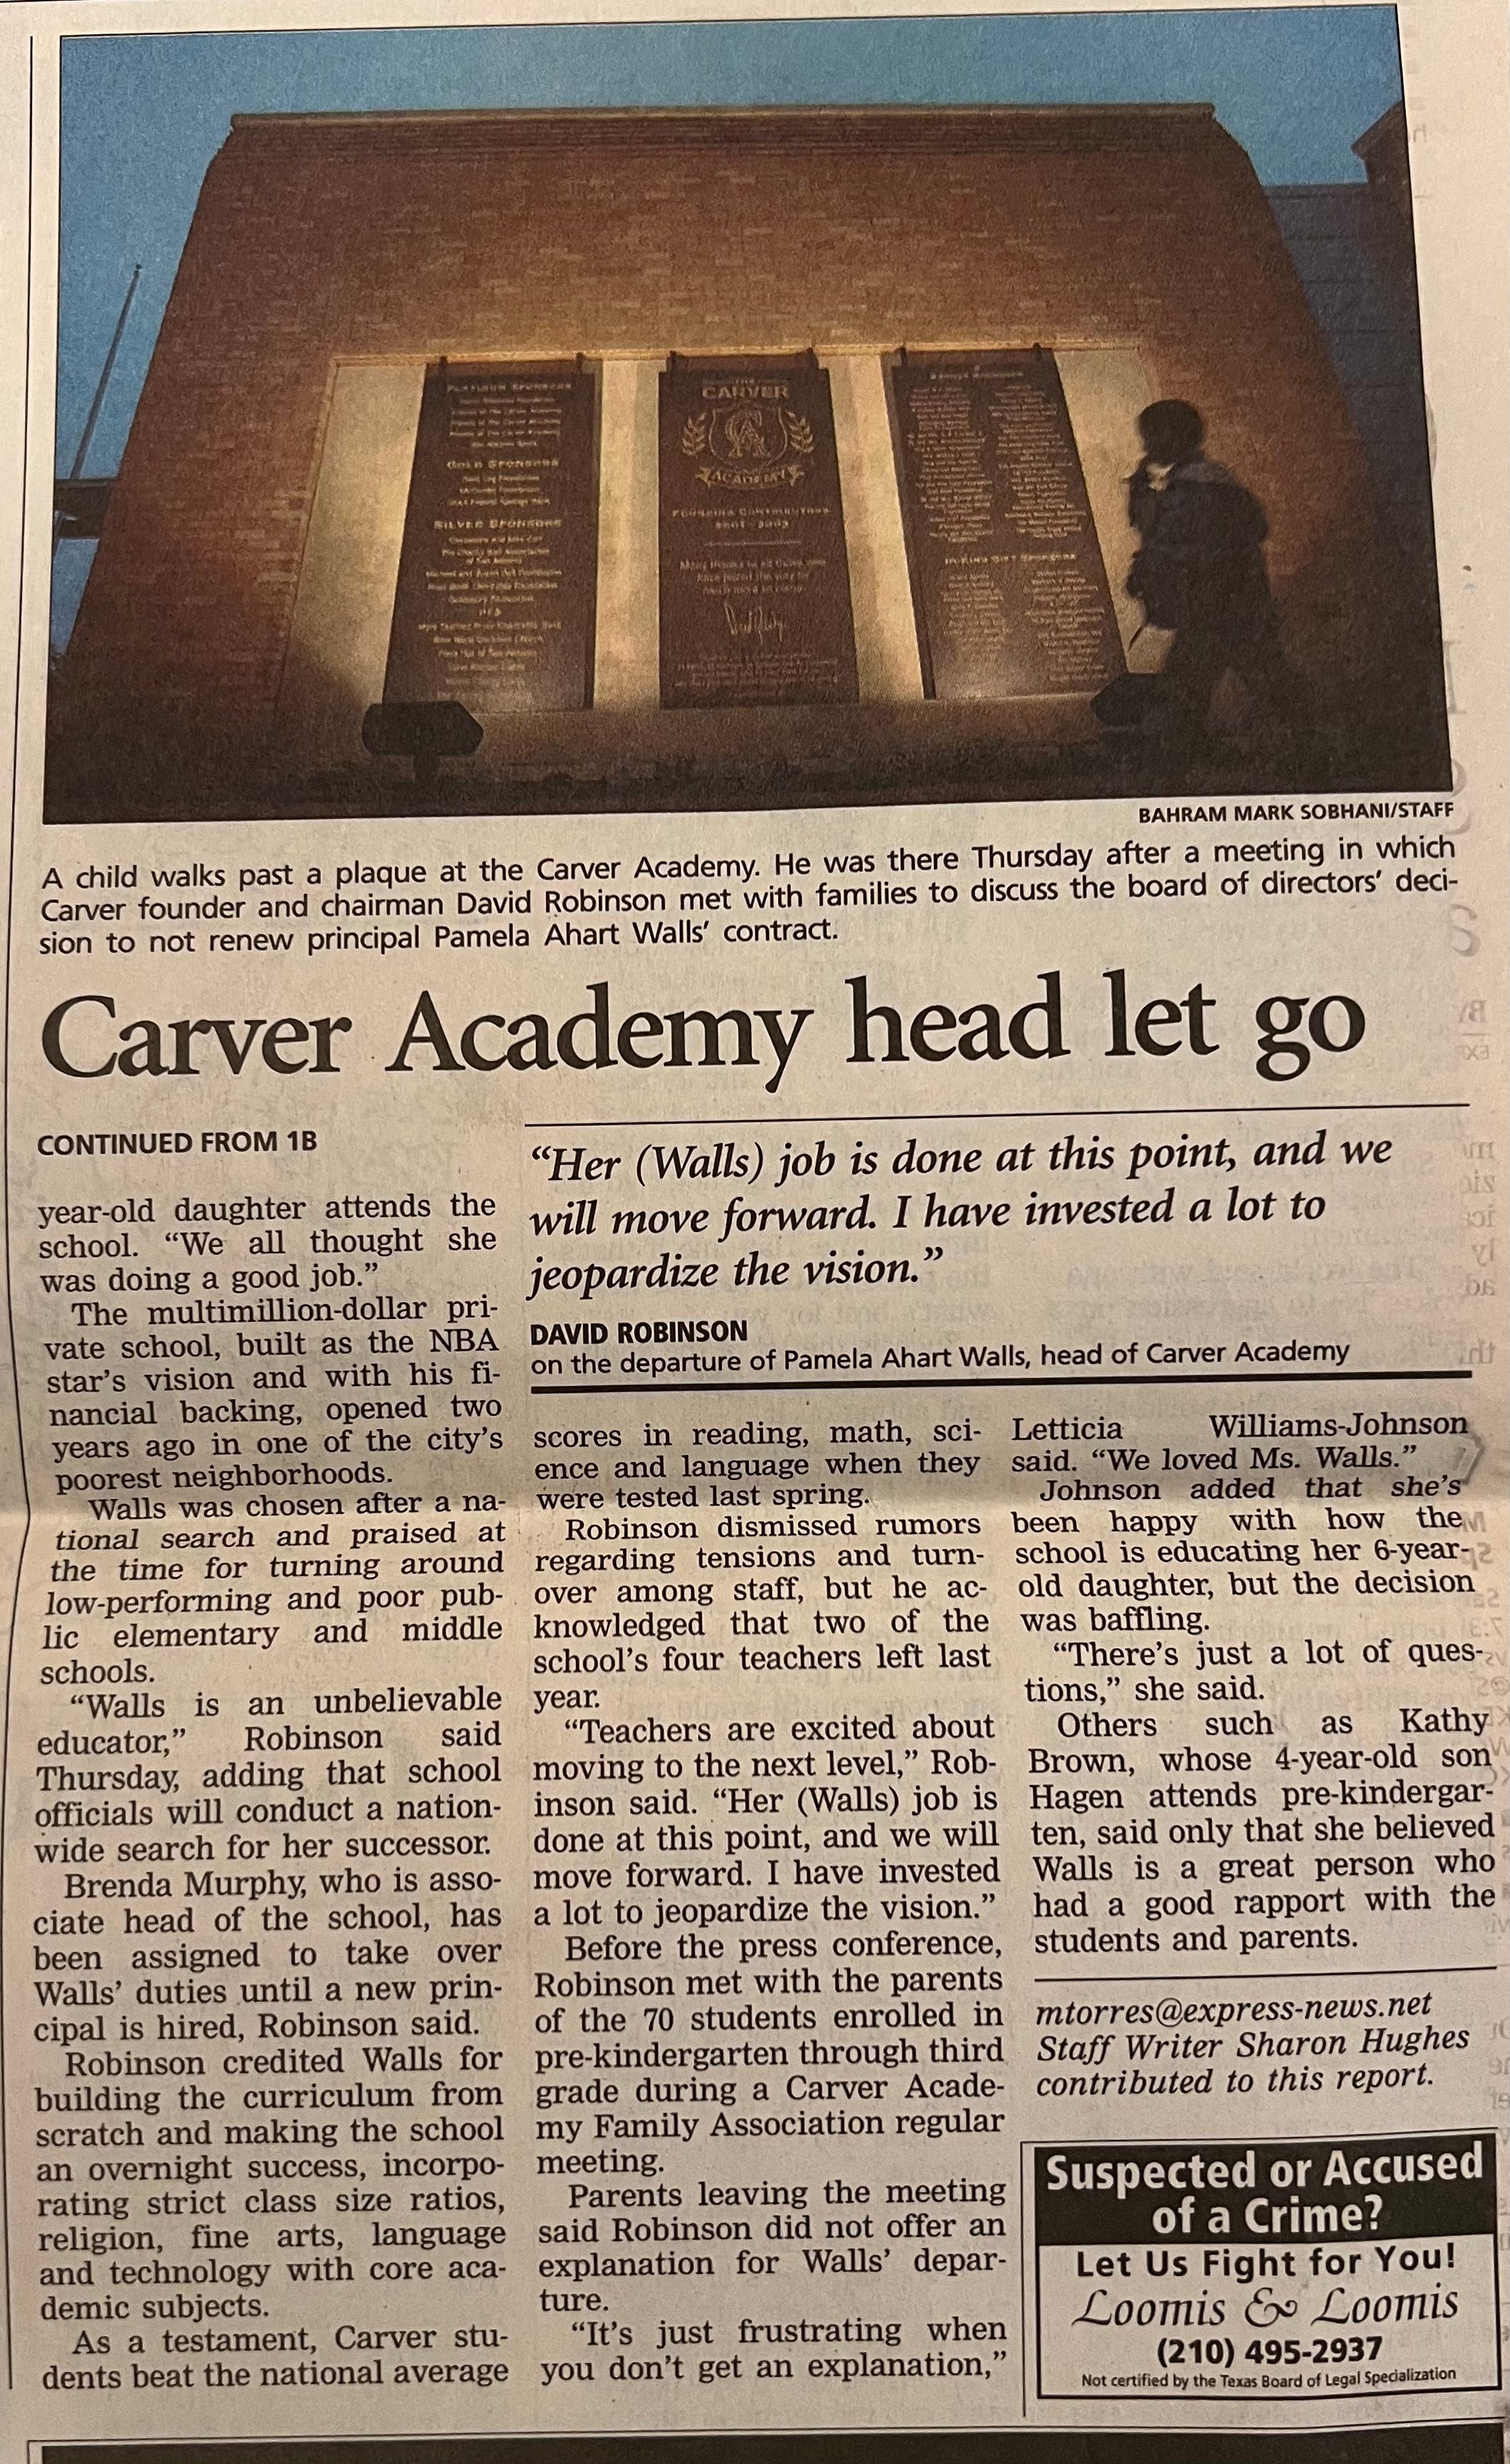 PLATINUM SPONSORS
GOLD SPONSORS
SILVER SPONSORS
THE
CARVER
ACADEMY
FOUNDING CONTRIBUTORS
2001 - 2002
BAHRAM MARK SOBHANI/STAFF
A child walks past a plaque at the Carver Academy. He was there Thursday after a meeting in which
Carver founder and chairman David Robinson met with families to discuss the board of directors’ deci-
sion to not renew principal Pamela Ahart Walls’ contract.
Carver Academy head let go
CONTINUED FROM 1B
year-old daughter attends the
school. “We all thought she
was doing a good job.”
The multimillion-dollar pri-
vate school, built as the NBA
star’s vision and with his fi-
nancial backing, opened two
years ago in one of the city’s
poorest neighborhoods.
Walls was chosen after a na-
tional search and praised at
the time for turning around
low-performing and poor pub-
lic elementary and middle
schools.
“Walls is an unbelievable
educator,” Robinson said
Thursday, adding that school
officials will conduct a nation-
wide search for her successor.
Brenda Murphy, who is asso-
ciate head of the school, has
been assigned to take over
Walls’ duties until a new prin-
cipal is hired, Robinson said.
Robinson credited Walls for
building the curriculum from
scratch and making the school
an overnight success, incorpo-
rating strict class size ratios,
religion, fine arts, language
and technology with core aca-
demic subjects.
As a testament, Carver stu-
dents beat the national average
“Her (Walls) job is done at this point, and we
will move forward. I have invested a lot to
jeopardize the vision.”
DAVID ROBINSON
on the departure of Pamela Ahart Walls, head of Carver Academy
scores in reading, math, sci-
ence and language when they
were tested last spring.
Robinson dismissed rumors
regarding tensions and turn-
over among staff, but he ac-
knowledged that two of the
school’s four teachers left last
year.
“Teachers are excited about
moving to the next level,” Rob-
inson said. “Her (Walls) job is
done at this point, and we will
move forward. I have invested
a lot to jeopardize the vision.”
Before the press conference,
Robinson met with the parents
of the 70 students enrolled in
pre-kindergarten through third
grade during a Carver Acade-
my Family Association regular
meeting.
Parents leaving the meeting
said Robinson did not offer an
explanation for Walls’ depar-
ture.
“It’s just frustrating when
you don’t get an explanation,”
Letticia Williams-Johnson
said. “We loved Ms. Walls.”
Johnson added that she’s
been happy with how the
school is educating her 6-year-
old daughter, but the decision
was baffling.
“There’s just a lot of ques-
tions,” she said.
Others such as Kathy
Brown, whose 4-year-old son
Hagen attends pre-kindergar-
ten, said only that she believed
Walls is a great person who
had a good rapport with the
students and parents.
mtorres@express-news.net
Staff Writer Sharon Hughes
contributed to this report.
Suspected or Accused
of a Crime?
Let Us Fight for You!
Loomis & Loomis
(210) 495-2937
Not certified by the Texas Board of Legal Specialization